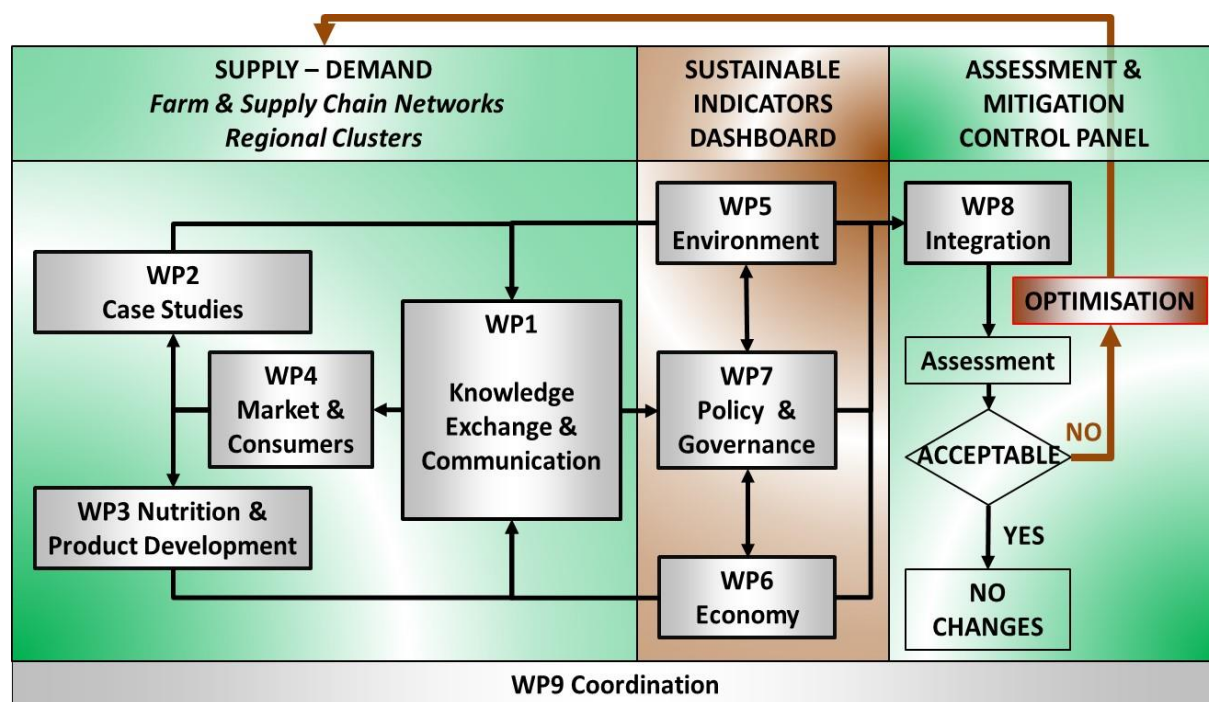 SUPPLY – DEMAND
Farm & Supply Chain Networks
Regional Clusters
SUSTAINABLE
INDICATORS
DASHBOARD
ASSESSMENT &
MITIGATION
CONTROL PANEL
WP2
Case Studies
WP4
Market &
Consumers
WP3 Nutrition &
Product Development
WP1
Knowledge
Exchange &
Communication
WP5
Environment
WP7
Policy & 
Governance
WP6
Economy
WP8
Integration
OPTIMISATION
Assessment
ACCEPTABLE
NO
YES
NO
CHANGES
WP9 Coordination